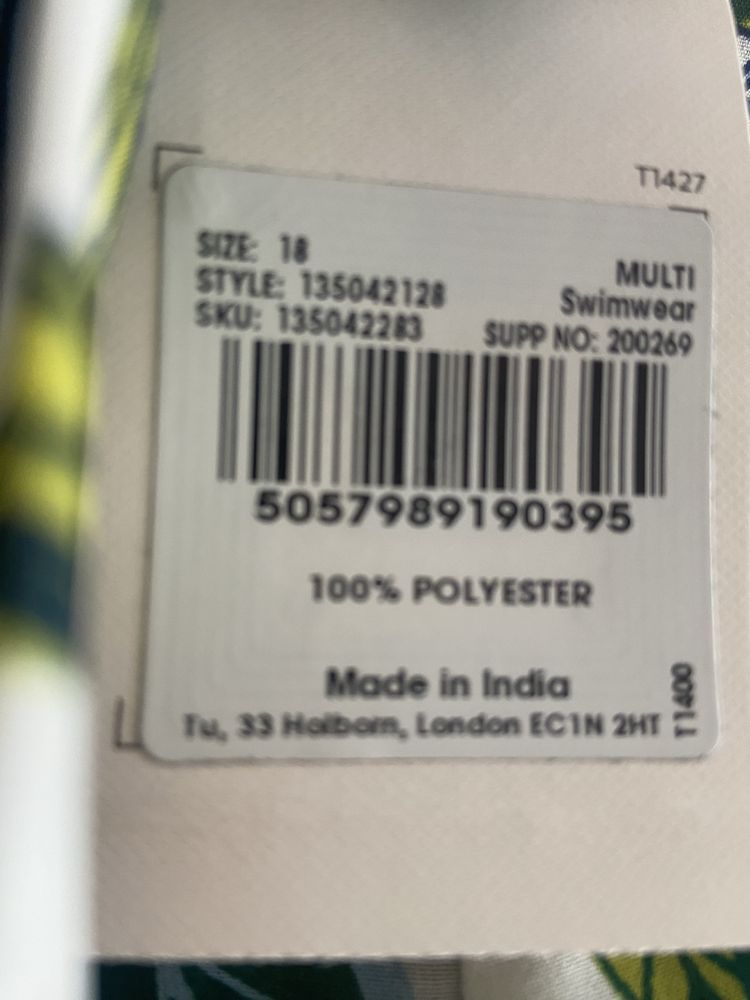 T1427
SIZE: 18
MULTI
STYLE: 135042128
Swimwear
SKU: 135042283
SUPP NO: 200269
5057989190395
100% POLYESTER
Made in India
Tu, 33 Holborn, London EC1N 2HT
T1400